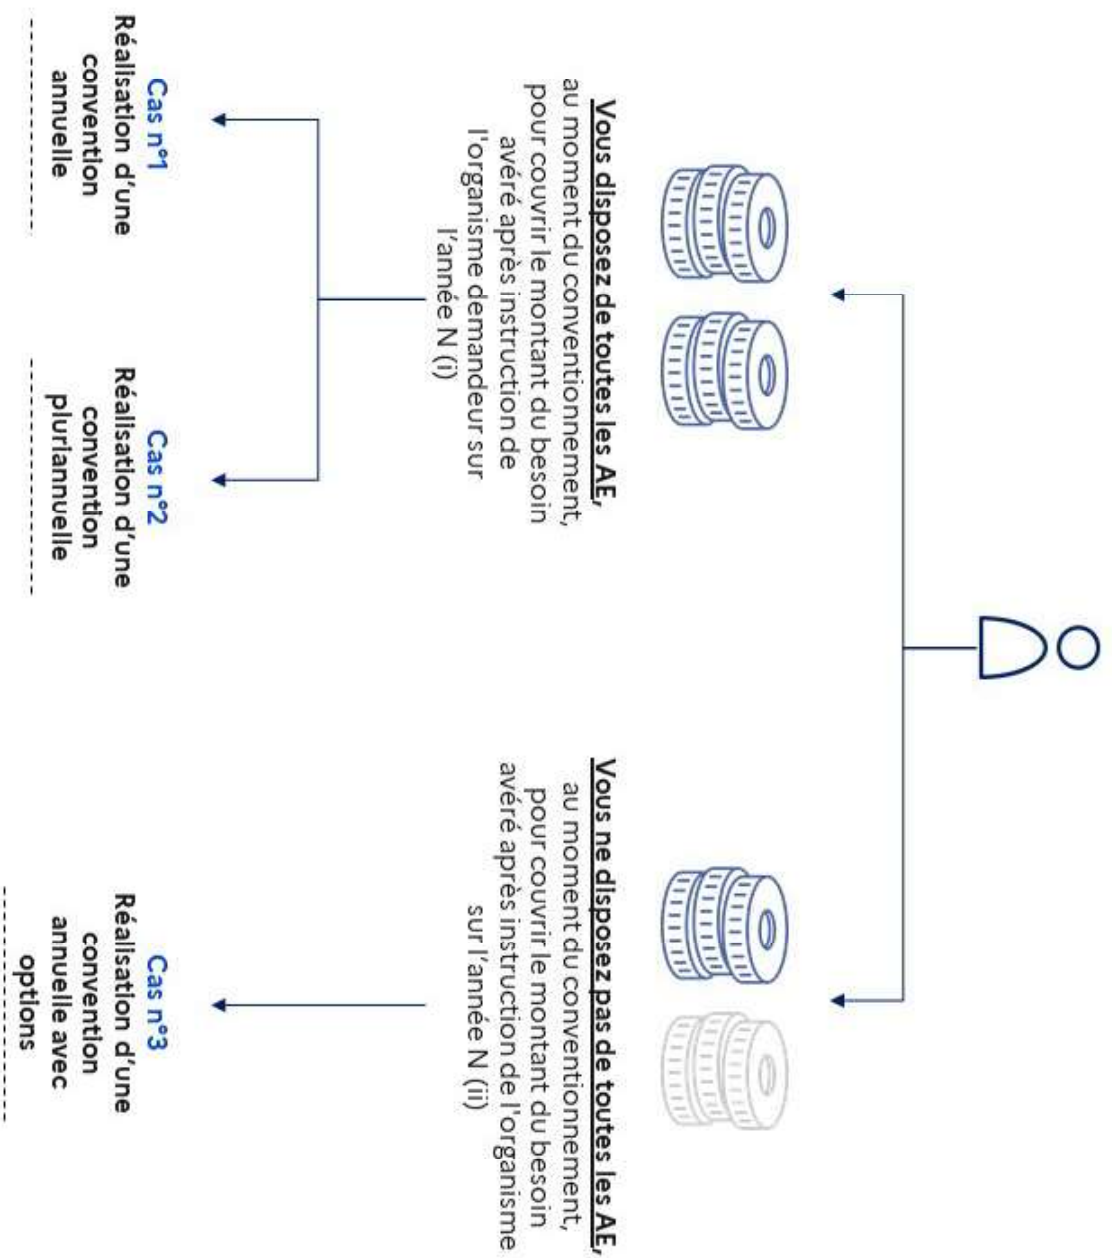 Vous disposez de toutes les AE,
au moment du conventionnement,
pour couvrir le montant du besoin
avéré après instruction de
l'organisme demandeur sur
l'année N (i)
Vous ne disposez pas de toutes les AE,
au moment du conventionnement,
pour couvrir le montant du besoin
avéré après instruction de l'organisme
sur l'année N (ii)
Cas n°1
Réalisation d'une
convention
annuelle
Cas n°2
Réalisation d'une
convention
pluriannuelle
Cas n°3
Réalisation d'une
convention
annuelle avec
options